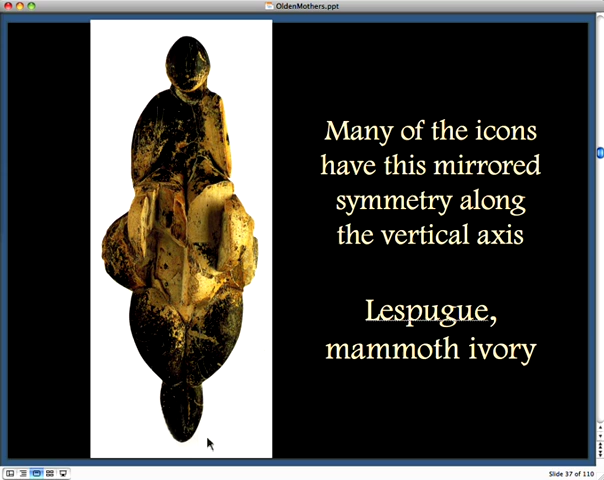 OldenMothers.ppt
Many of the icons
have this mirrored
symmetry along
the vertical axis
Lespugue,
mammoth ivory
Slide 37 of 110